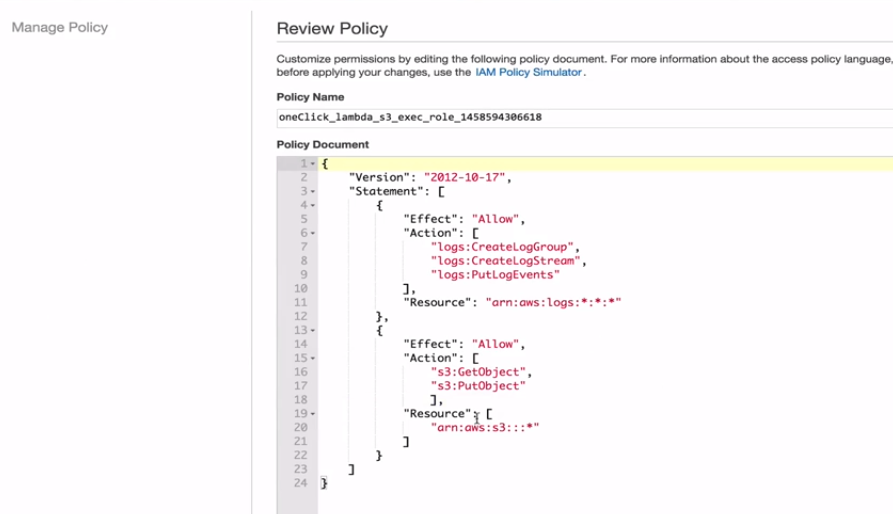 Manage Policy
Review Policy
Customize permissions by editing the following policy document. For more information about the access policy language,
before applying your changes, use the IAM Policy Simulator.
Policy Name
oneClick_lambda_s3_exec_role_1458594306618
Policy Document
1 {
2     "Version": "2012-10-17",
3     "Statement": [
4         {
5             "Effect": "Allow",
6             "Action": [
7                 "logs:CreateLogGroup",
8                 "logs:CreateLogStream",
9                 "logs:PutLogEvents"
10             ],
11             "Resource": "arn:aws:logs:*:*:*"
12         },
13         {
14             "Effect": "Allow",
15             "Action": [
16                 "s3:GetObject",
17                 "s3:PutObject"
18                 ],
19             "Resource": [
20                 "arn:aws:s3:::*"
21             ]
22         }
23     ]
24 }